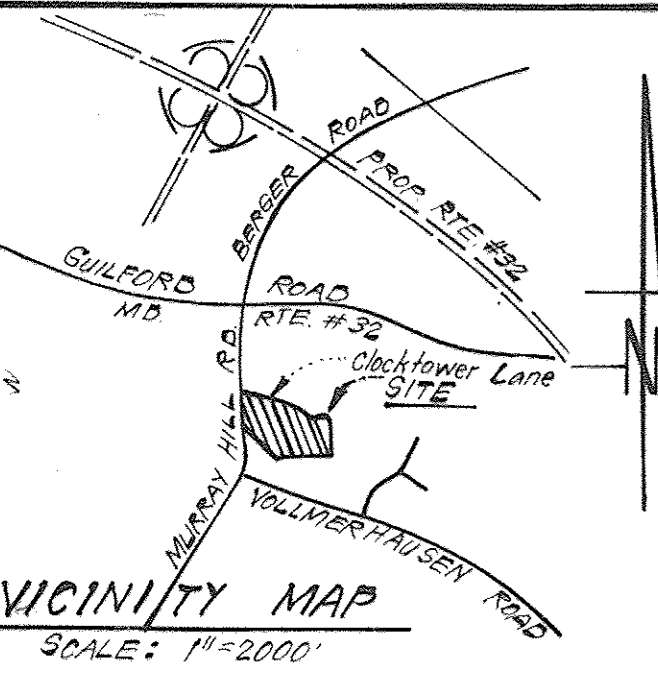 BERGER ROAD
PROP. RTE. #32
GUILFORD ROAD
MD. RTE. #32
Clocktower Lane
SITE
MURRAY HILL RD.
VOLLMERHAUSEN ROAD
N
VICINITY MAP
SCALE: 1"=2000'